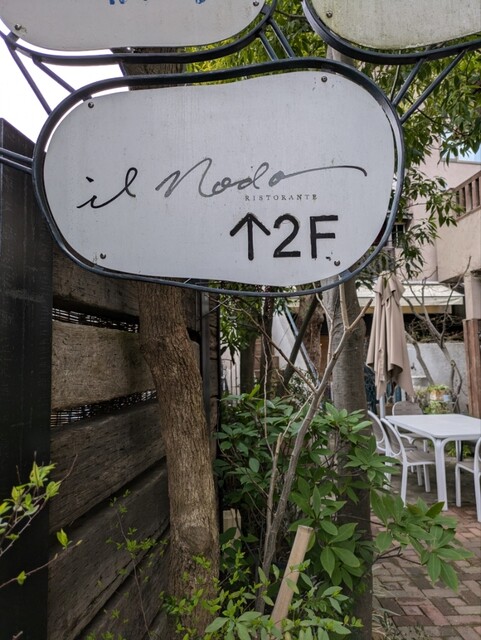 il Nodo
RISTORANTE
↑2F.